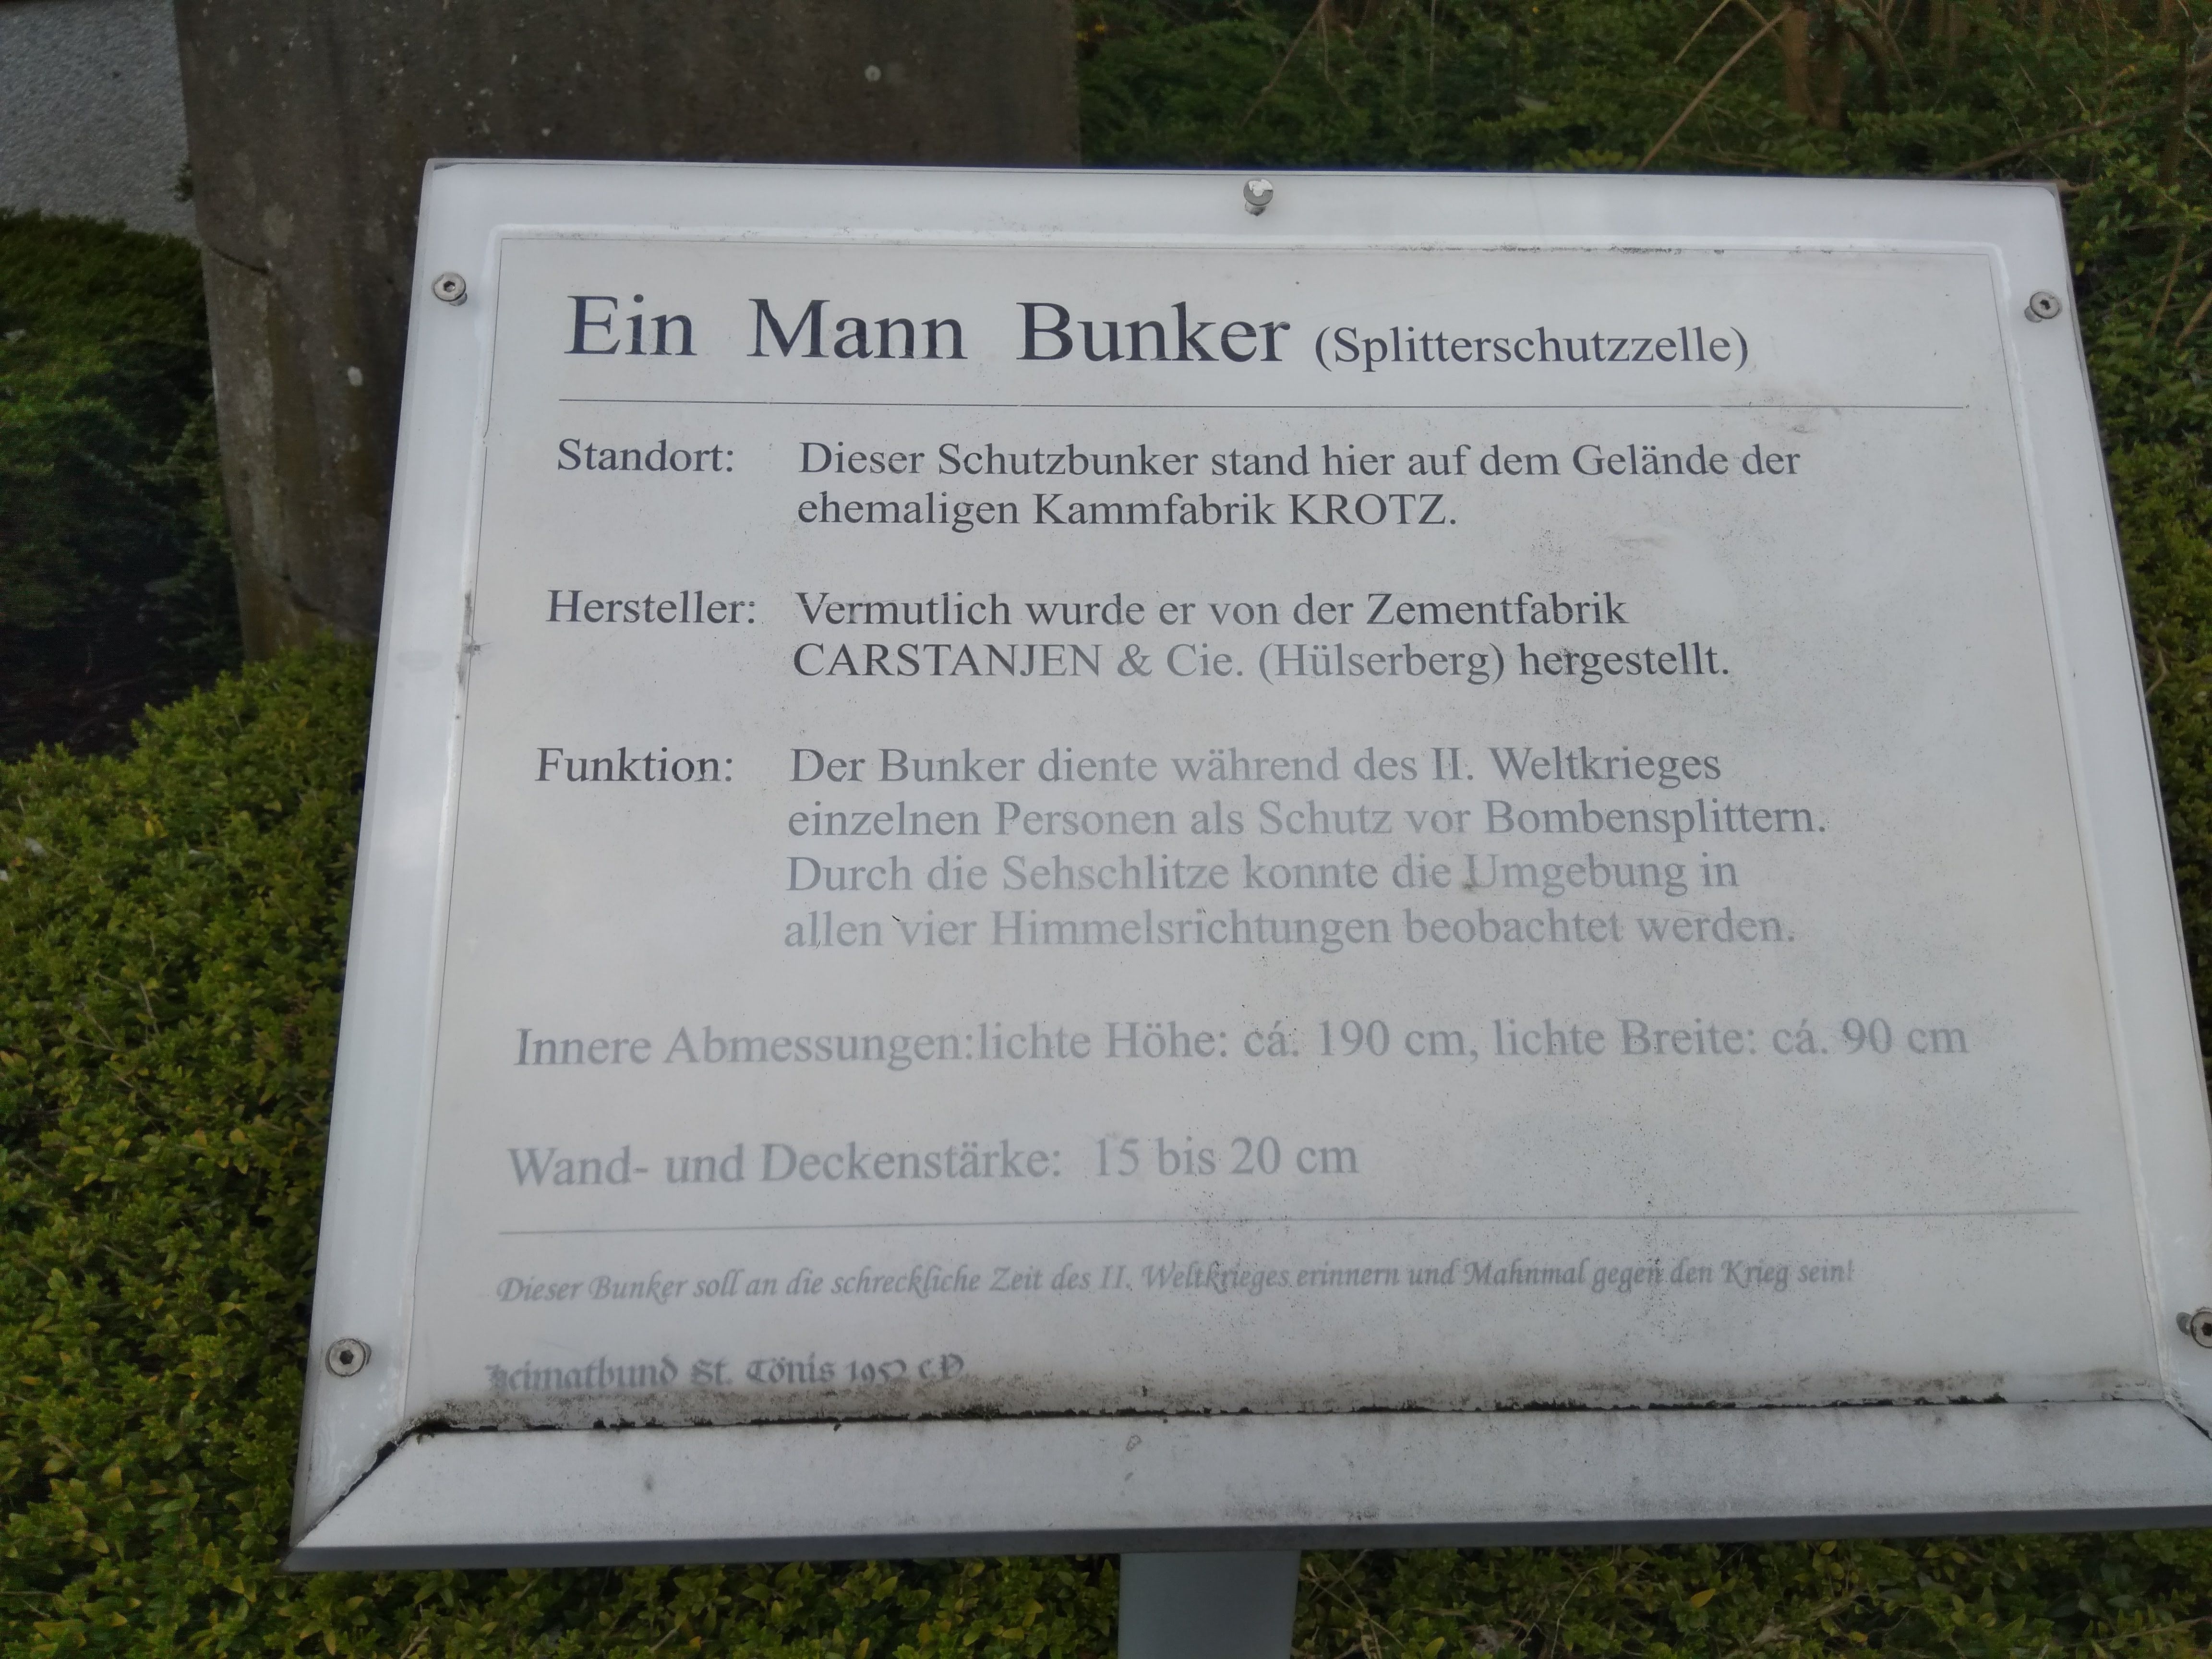 Ein Mann Bunker (Splitterschutzzelle)
Standort: Dieser Schutzbunker stand hier auf dem Gelände der
ehemaligen Kammfabrik KROTZ.
Hersteller: Vermutlich wurde er von der Zementfabrik
CARSTANJEN & Cie. (Hülserberg) hergestellt.
Funktion: Der Bunker diente während des II. Weltkrieges
einzelnen Personen als Schutz vor Bombensplittern.
Durch die Sehschlitze konnte die Umgebung in
allen vier Himmelsrichtungen beobachtet werden.
Innere Abmessungen:lichte Höhe: cá. 190 cm, lichte Breite: cá. 90 cm
Wand- und Deckenstärke: 15 bis 20 cm
Dieser Bunker soll an die schreckliche Zeit des II. Weltkrieges erinnern und Mahnmal gegen den Krieg sein!
Heimatbund St. Tönis 1952 e.V.